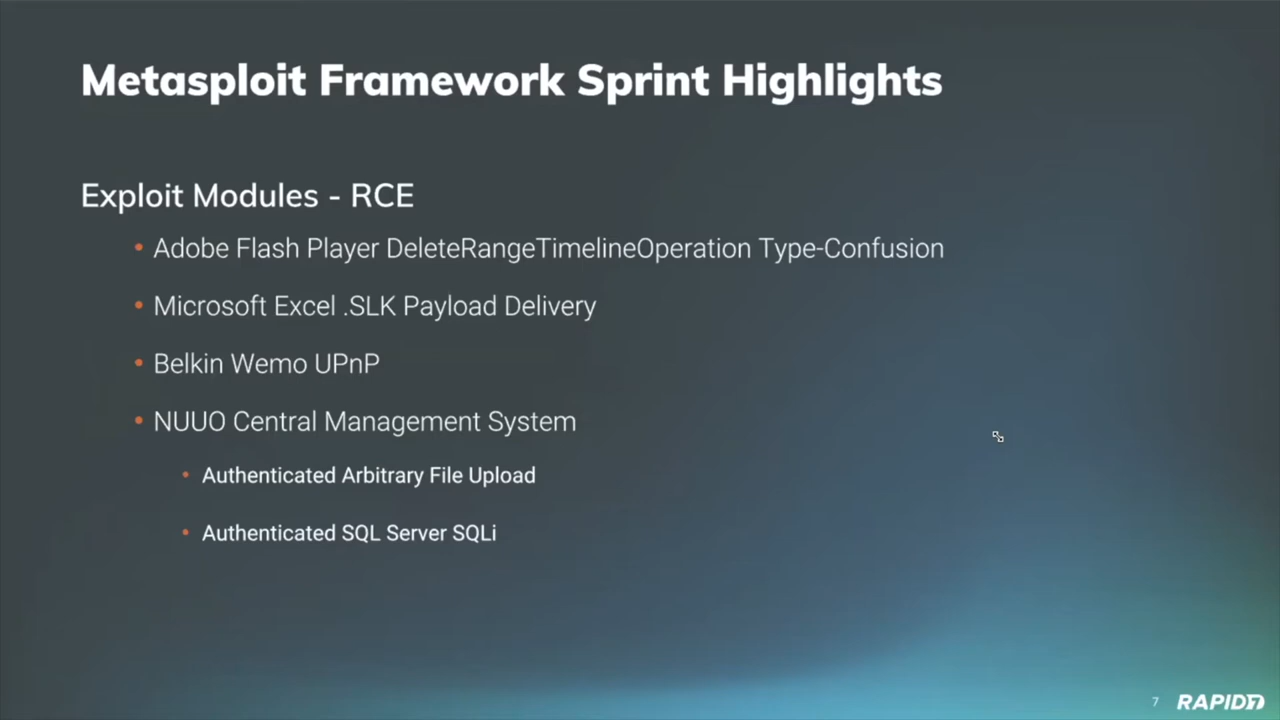 Metasploit Framework Sprint Highlights
Exploit Modules - RCE
• Adobe Flash Player DeleteRangeTimelineOperation Type-Confusion
• Microsoft Excel .SLK Payload Delivery
• Belkin Wemo UPnP
• NUUO Central Management System
• Authenticated Arbitrary File Upload
• Authenticated SQL Server SQLi
7 RAPID7